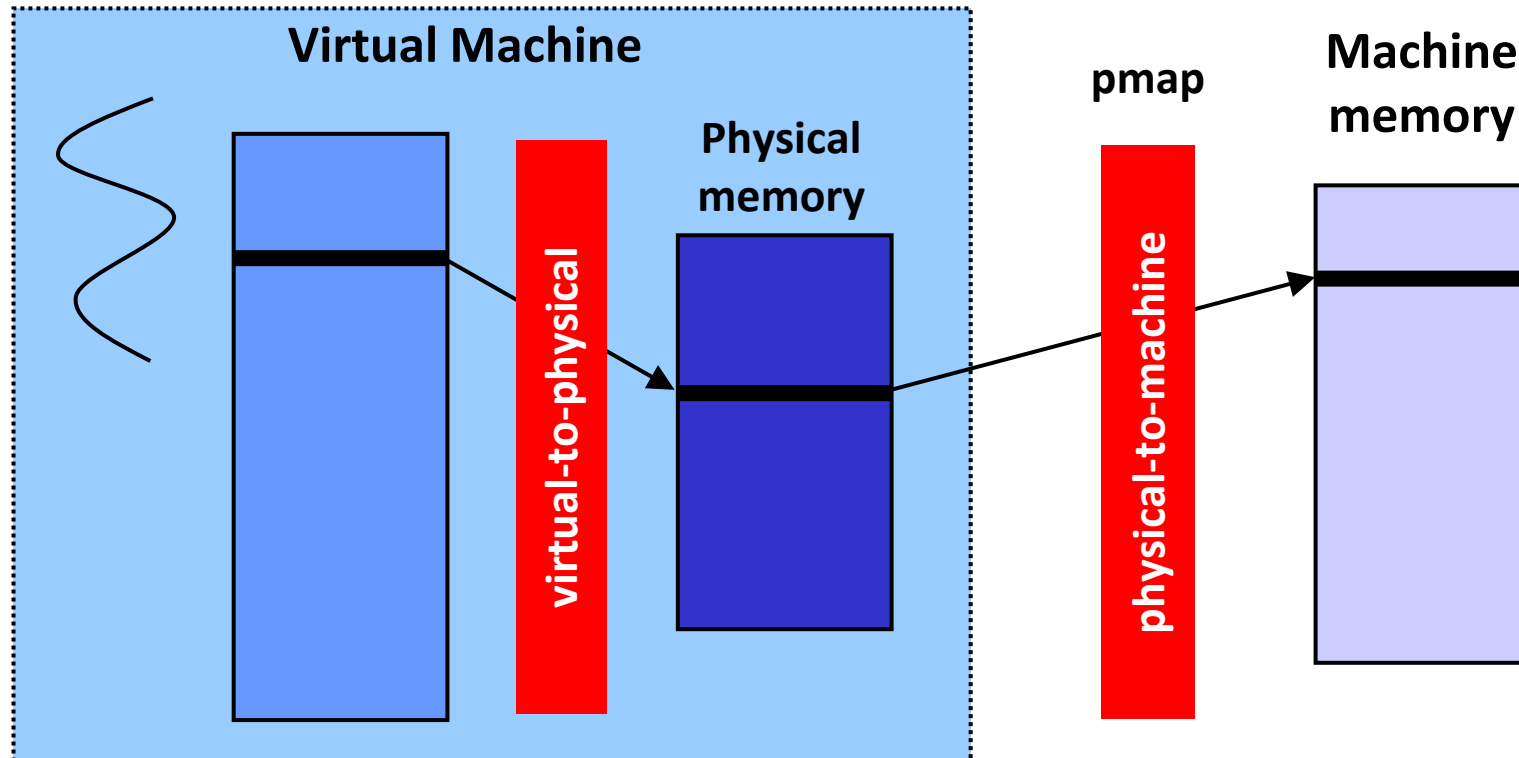 Virtual Machine
Physical
memory
virtual-to-physical
pmap
physical-to-machine
Machine
memory